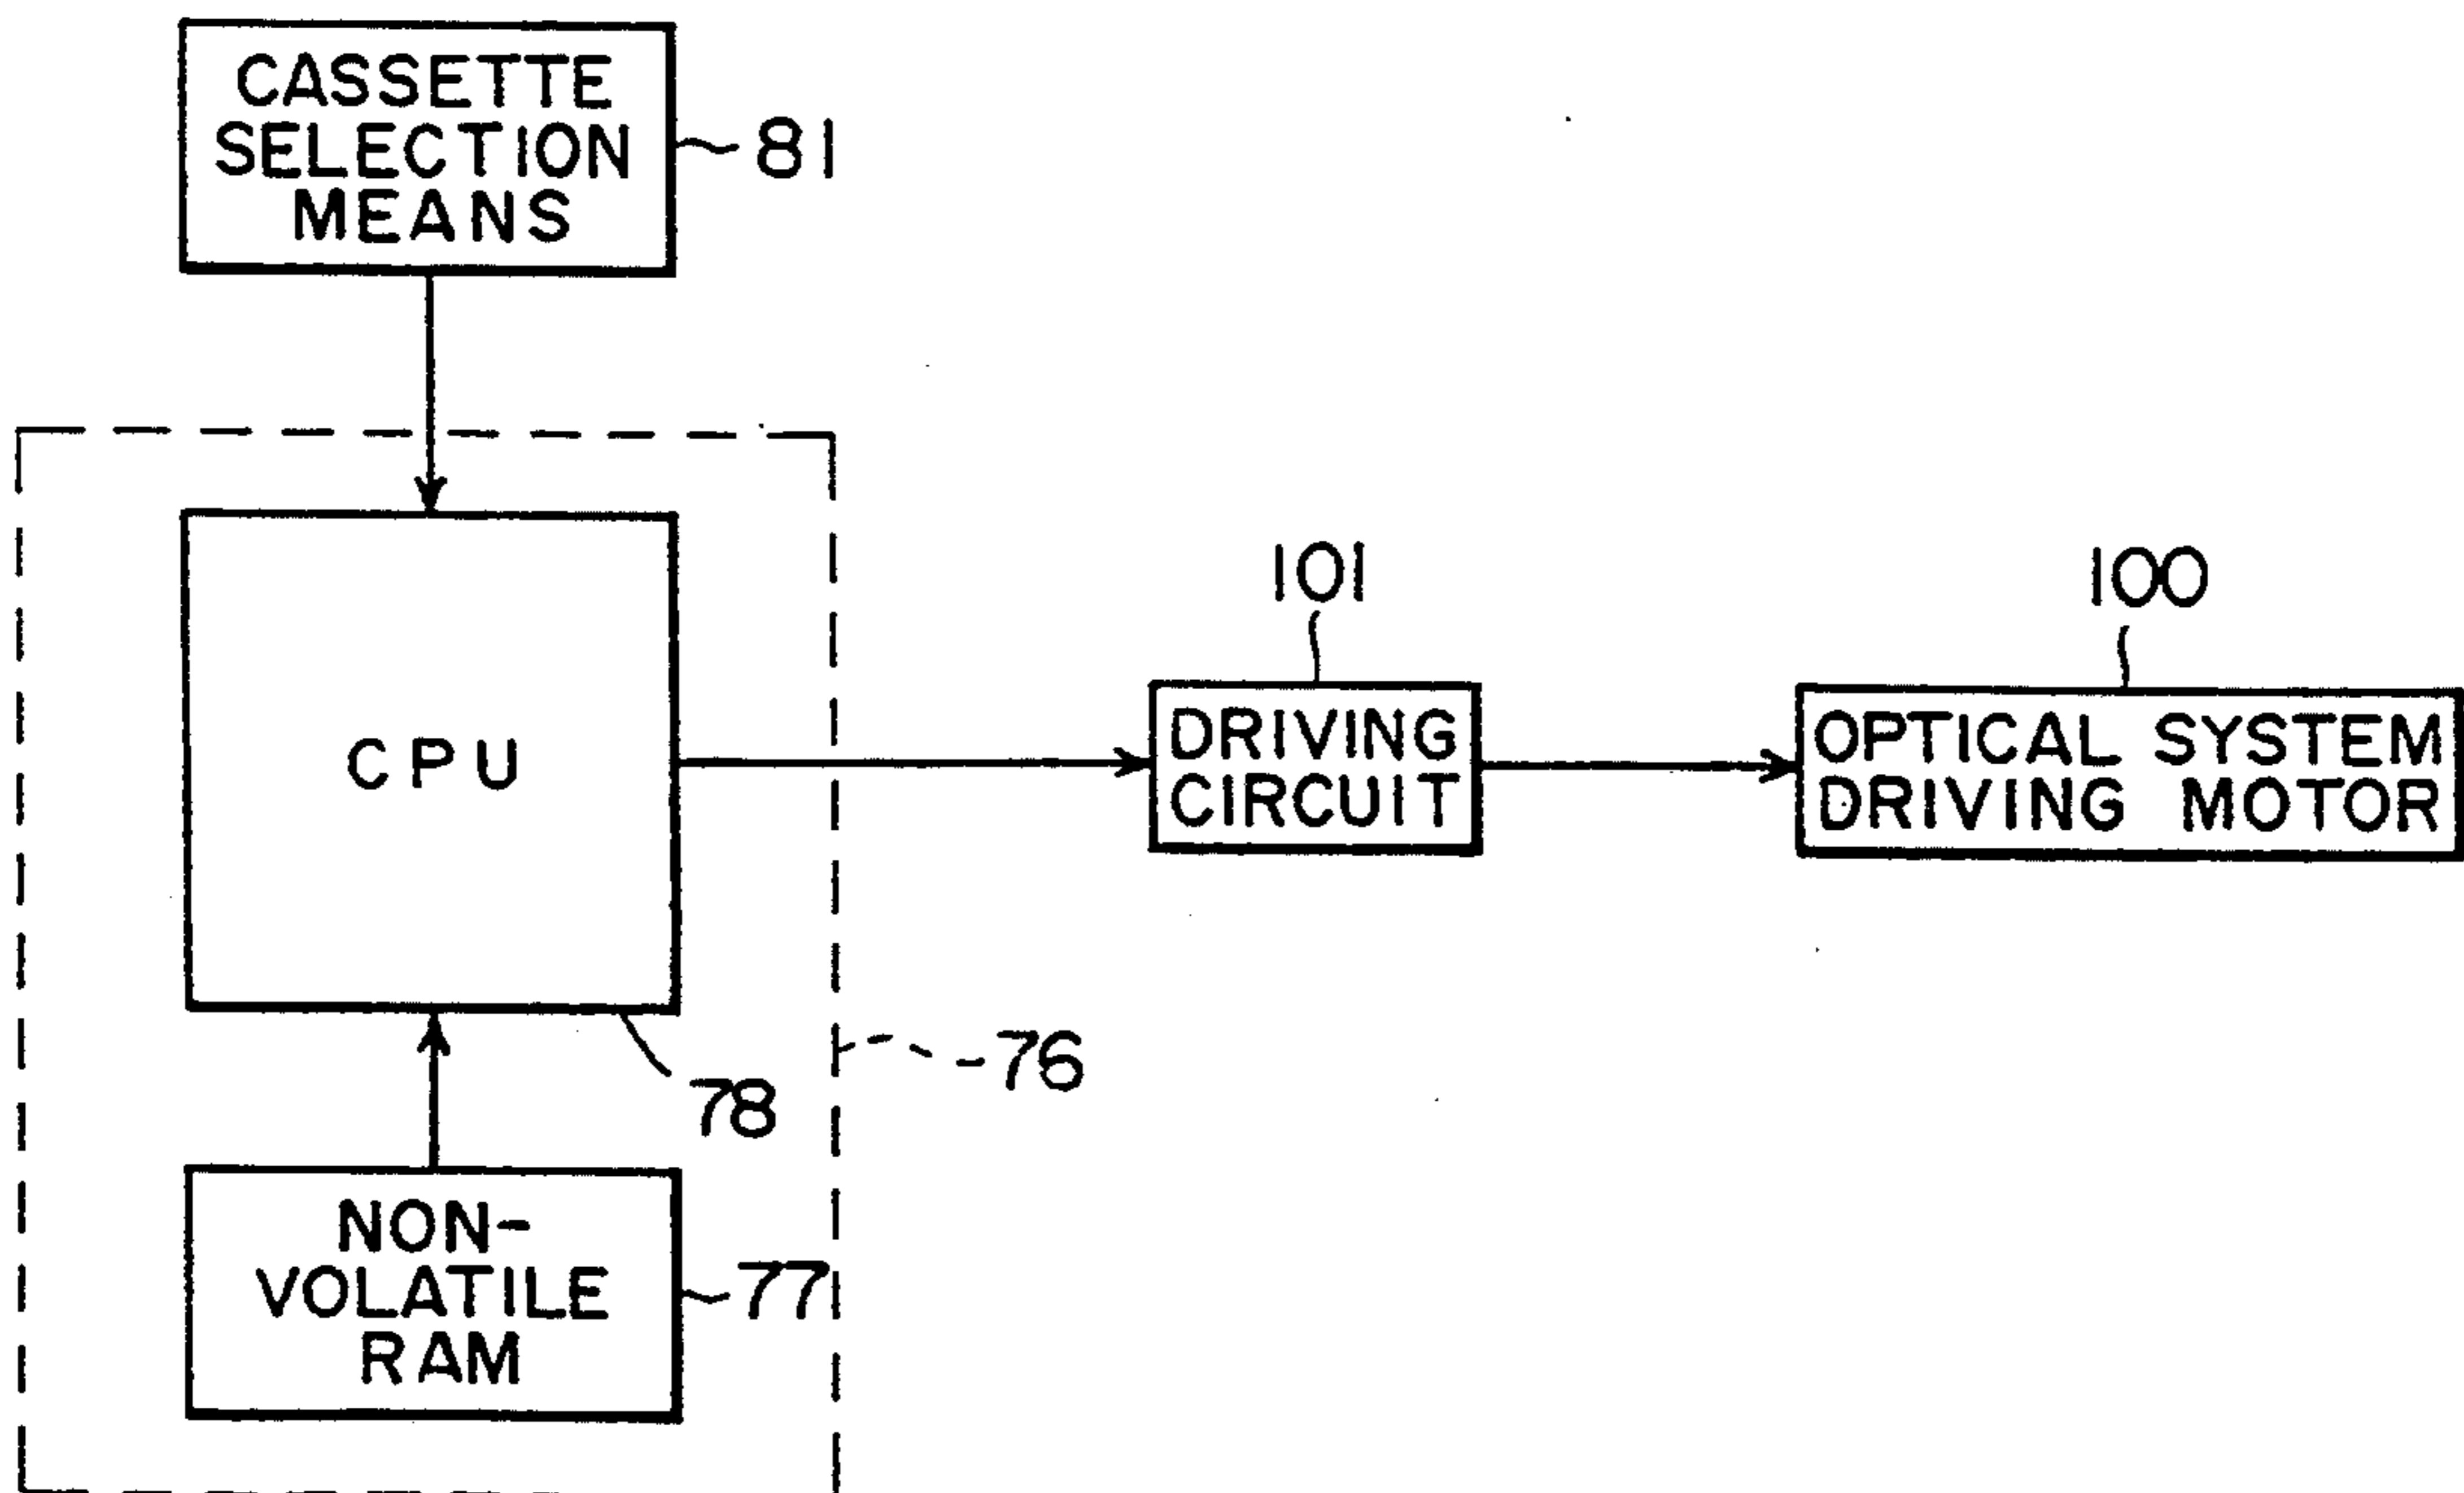 CASSETTE
SELECTION
MEANS
81
CPU
101
100
DRIVING
CIRCUIT
OPTICAL SYSTEM
DRIVING MOTOR
76
78
NON-
VOLATILE
RAM
77